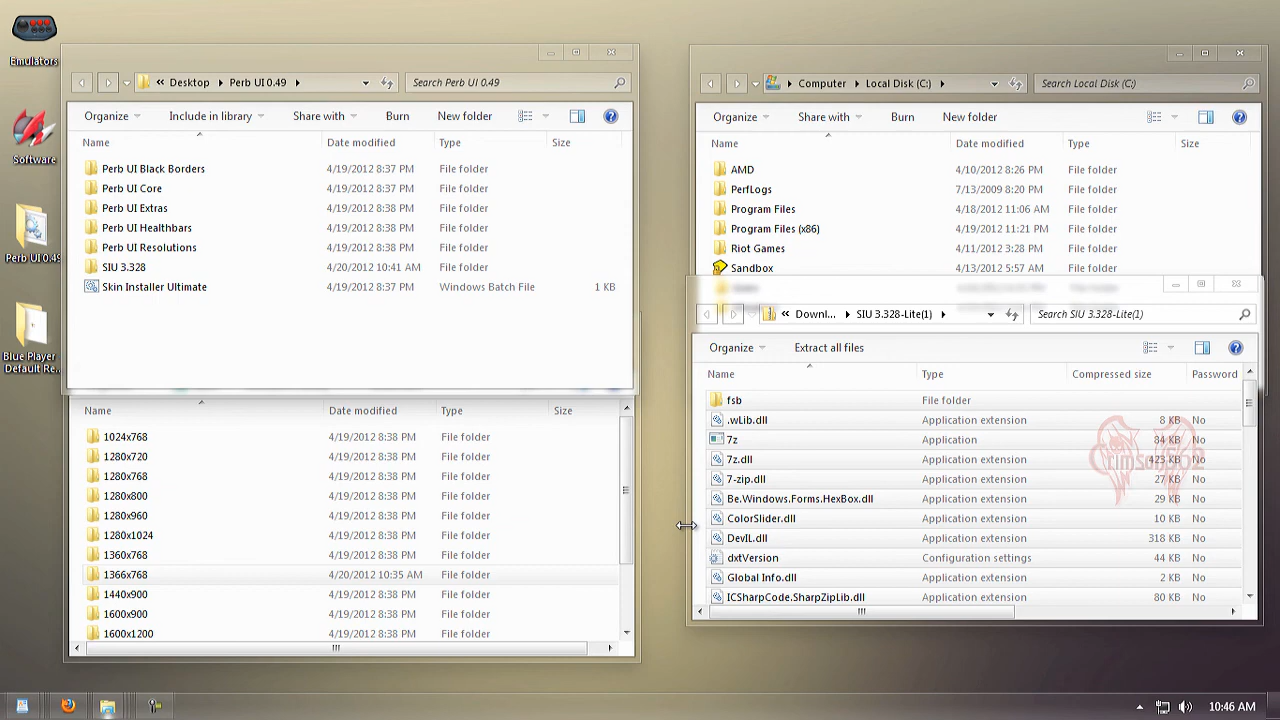 Emulators
Software
Perb UI 0.49
Blue Player
Default Re...
Desktop
Perb UI 0.49
Search Perb UI 0.49
Organize
Include in library
Share with
Burn
New folder
Name
Date modified
Type
Size
Perb UI Black Borders
4/19/2012 8:37 PM
File folder
Perb UI Core
4/19/2012 8:37 PM
File folder
Perb UI Extras
4/19/2012 8:38 PM
File folder
Perb UI Healthbars
4/19/2012 8:38 PM
File folder
Perb UI Resolutions
4/19/2012 8:38 PM
File folder
SIU 3.328
4/20/2012 10:41 AM
File folder
Skin Installer Ultimate
4/19/2012 8:37 PM
Windows Batch File
1 KB
Name
Date modified
Type
Size
1024x768
4/19/2012 8:38 PM
File folder
1280x720
4/19/2012 8:38 PM
File folder
1280x768
4/19/2012 8:38 PM
File folder
1280x800
4/19/2012 8:38 PM
File folder
1280x960
4/19/2012 8:38 PM
File folder
1280x1024
4/19/2012 8:38 PM
File folder
1360x768
4/19/2012 8:38 PM
File folder
1366x768
4/20/2012 10:35 AM
File folder
1440x900
4/19/2012 8:38 PM
File folder
1600x900
4/19/2012 8:38 PM
File folder
1600x1200
4/19/2012 8:38 PM
File folder
Computer
Local Disk (C:)
Search Local Disk (C:)
Organize
Share with
Burn
New folder
Name
Date modified
Type
Size
AMD
4/10/2012 8:26 PM
File folder
PerfLogs
7/13/2009 8:20 PM
File folder
Program Files
4/18/2012 11:06 AM
File folder
Program Files (x86)
4/19/2012 11:21 PM
File folder
Riot Games
4/11/2012 3:28 PM
File folder
Sandbox
4/13/2012 5:57 AM
File folder
Downl...
SIU 3.328-Lite(1)
Search SIU 3.328-Lite(1)
Organize
Extract all files
Name
Type
Compressed size
Password
fsb
File folder
.wLib.dll
Application extension
8 KB
No
7z
Application
84 KB
No
7z.dll
Application extension
423 KB
No
7-zip.dll
Application extension
27 KB
No
Be.Windows.Forms.HexBox.dll
Application extension
29 KB
No
ColorSlider.dll
Application extension
10 KB
No
DevIL.dll
Application extension
318 KB
No
dxtVersion
Configuration settings
44 KB
No
Global Info.dll
Application extension
2 KB
No
ICSharpCode.SharpZipLib.dll
Application extension
80 KB
No
10:46 AM